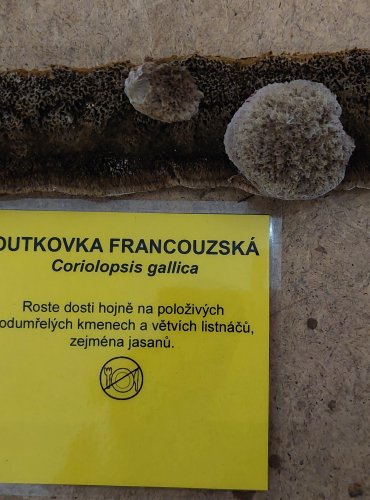 OUTKOVKA FRANCOUZSKÁ
Coriolopsis gallica
Roste dosti hojně na položivých
odumřelých kmenech a větvích listnáčů,
zejména jasanů.